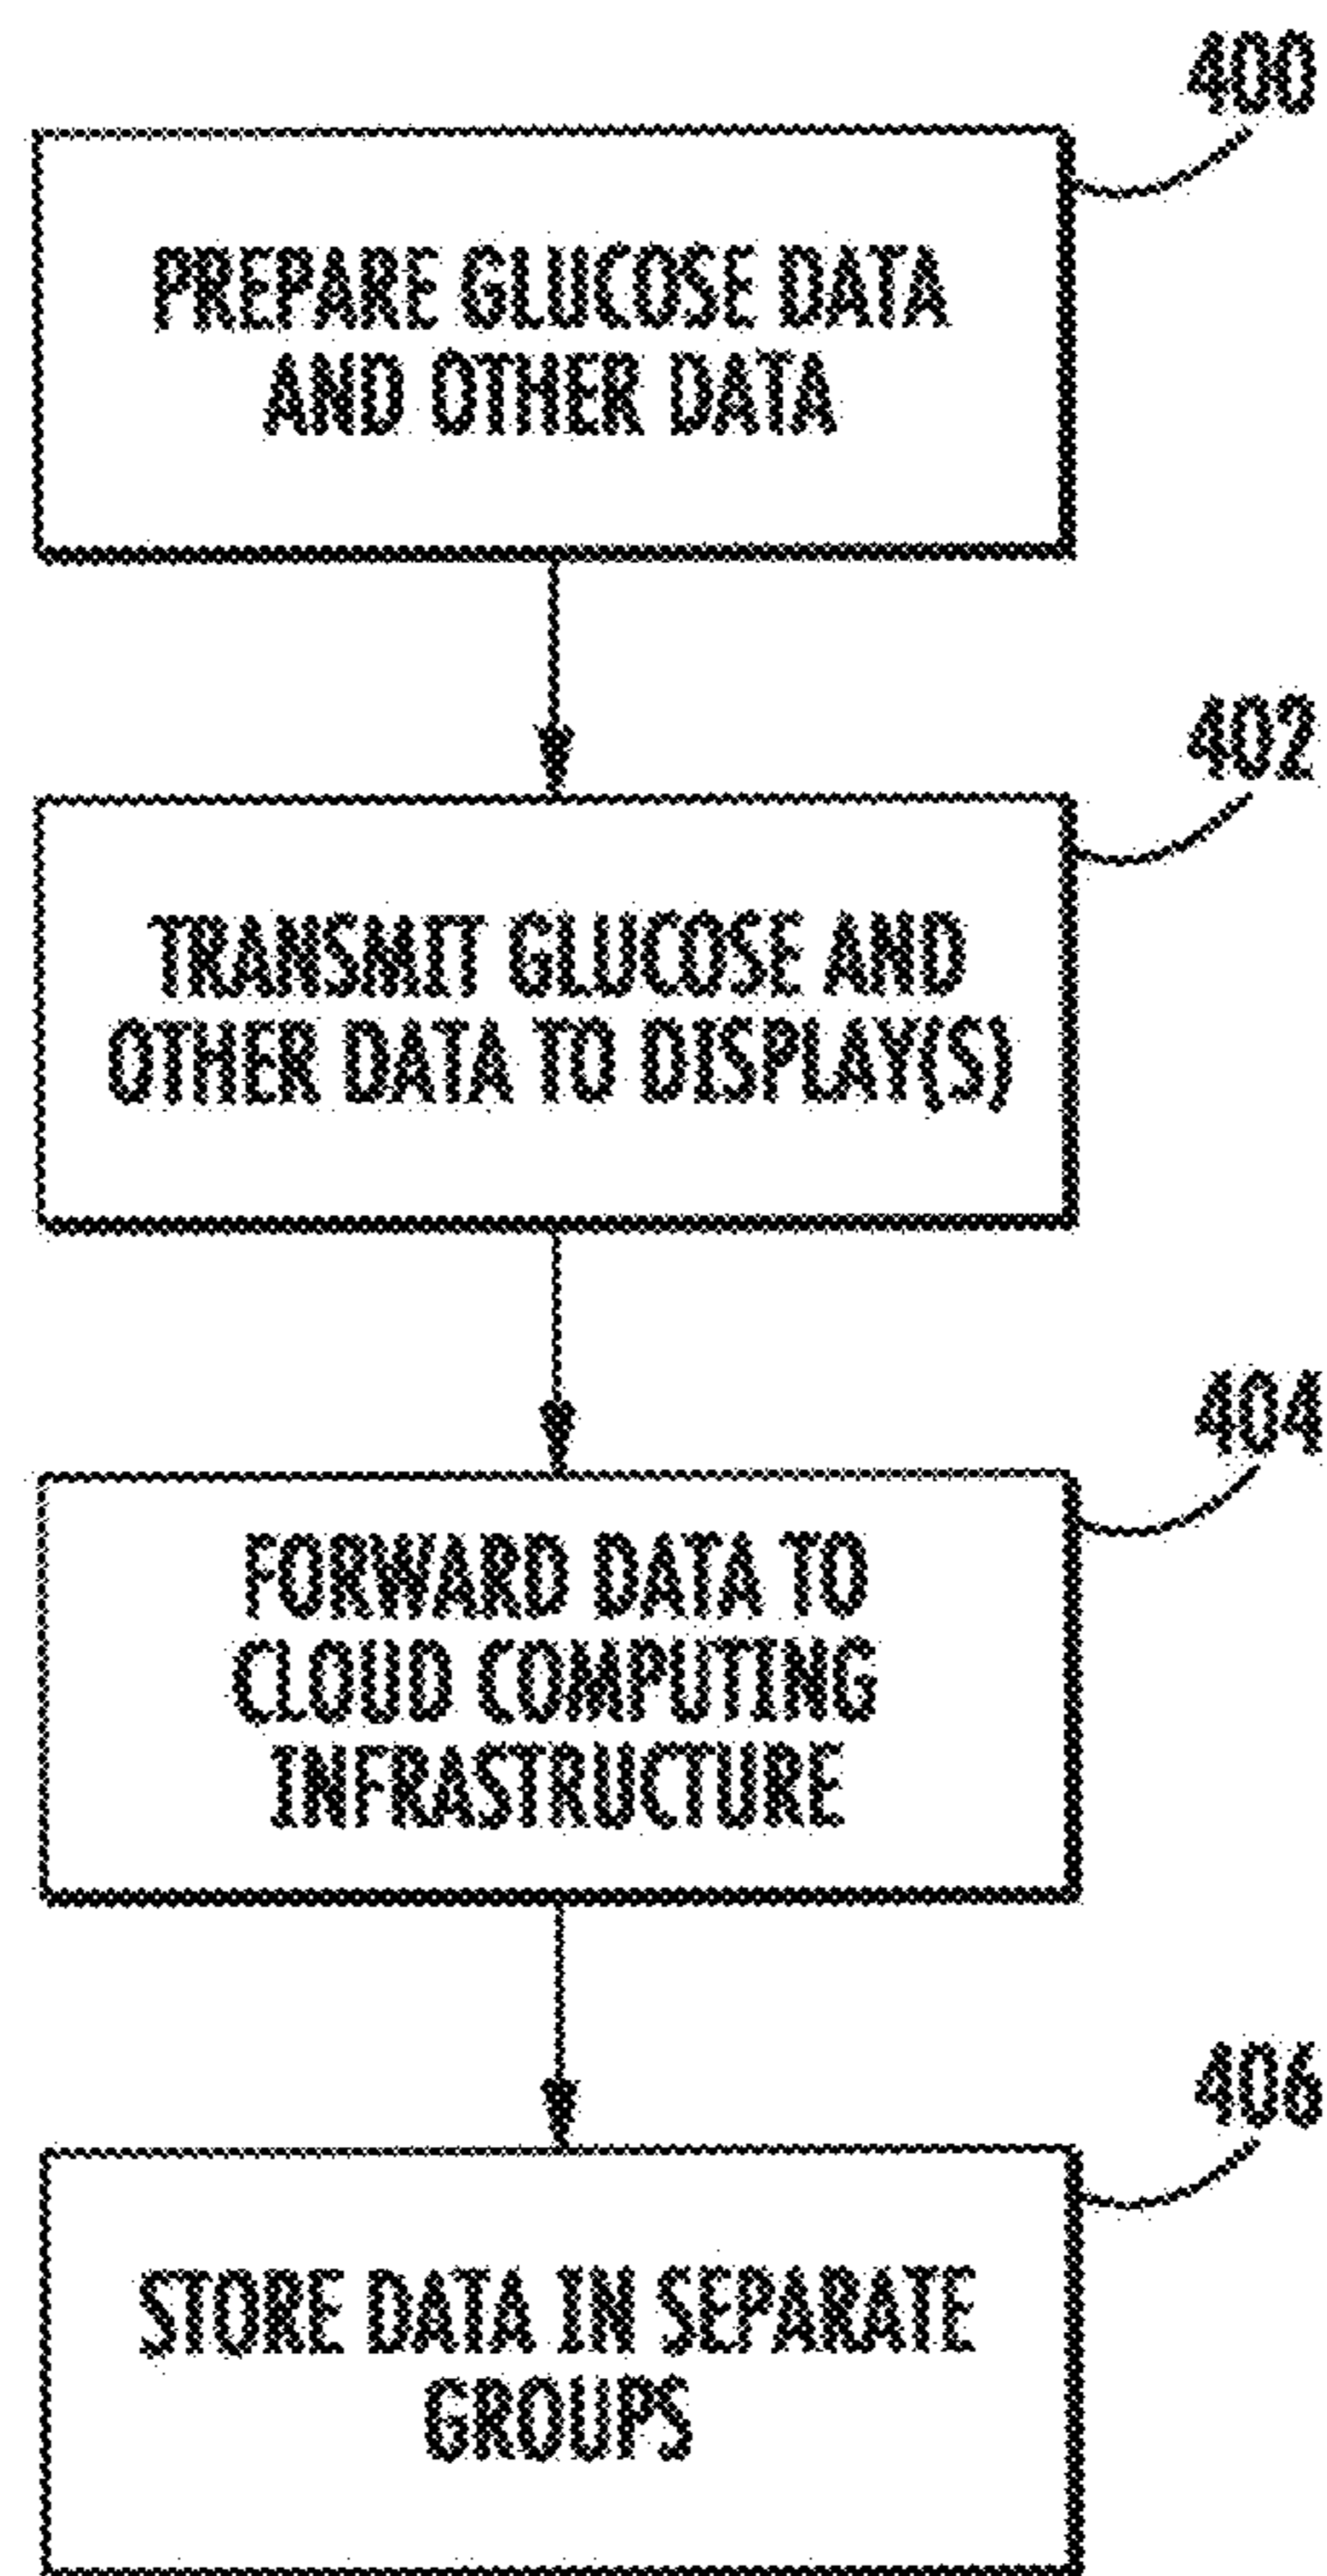 400
PREPARE GLUCOSE DATA
AND OTHER DATA
402
TRANSMIT GLUCOSE AND
OTHER DATA TO DISPLAY(S)
404
FORWARD DATA TO
CLOUD COMPUTING
INFRASTRUCTURE
406
STORE DATA IN SEPARATE
GROUPS